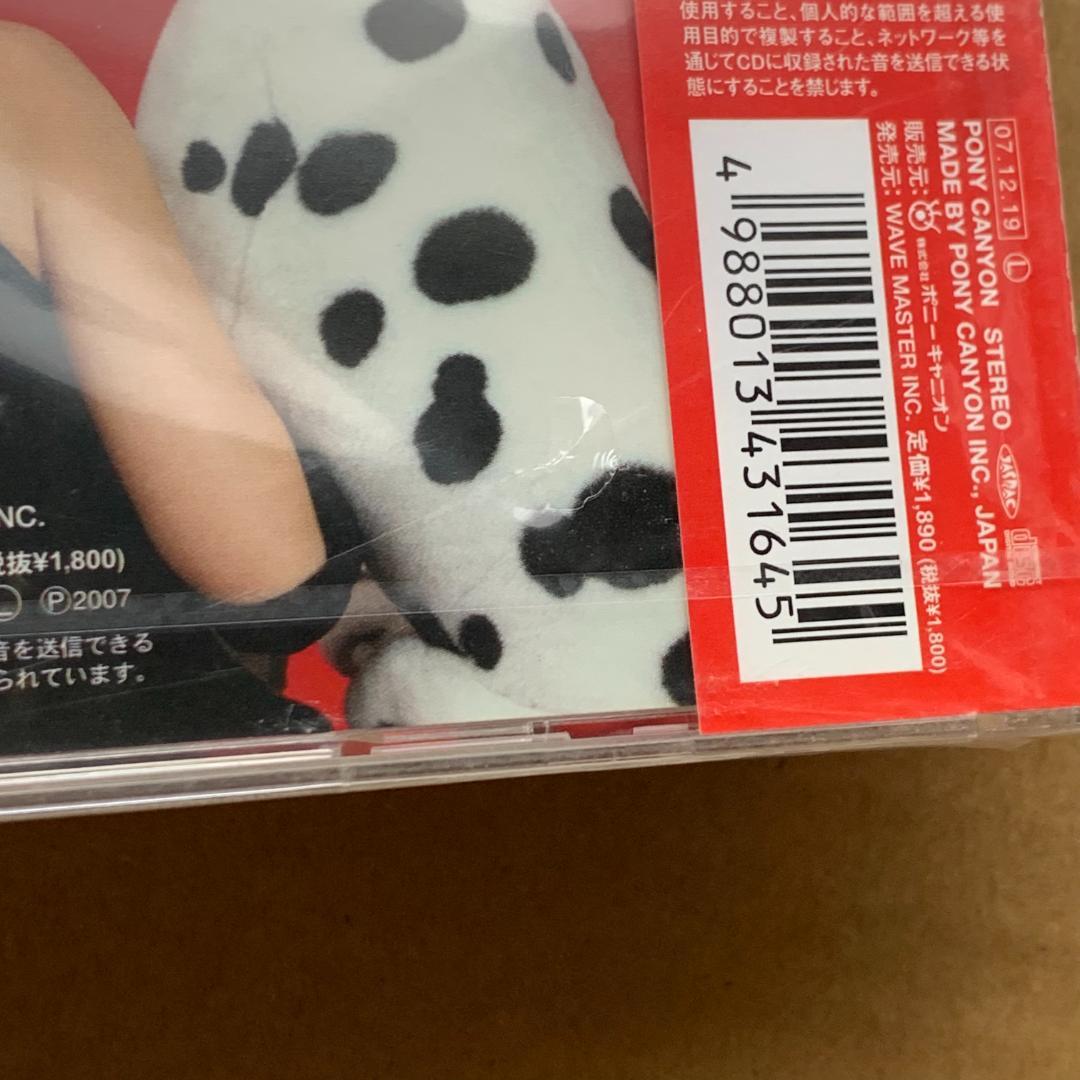 使用すること、個人的な範囲を超える使
用目的で複製すること、ネットワーク等を
通じてCDに収録された音を送信できる状
態にすることを禁じます。
07.12.19 L
PONY CANYON STEREO
MADE BY PONY CANYON INC., JAPAN
販売元: 株式会社 ポニーキャニオン
発売元: WAVE MASTER INC. 定価¥1,890 (税抜¥1,800)
4 988013 431645
disc
NC.
税抜¥1,800)
L Ⓟ2007
音を送信できる
られています。